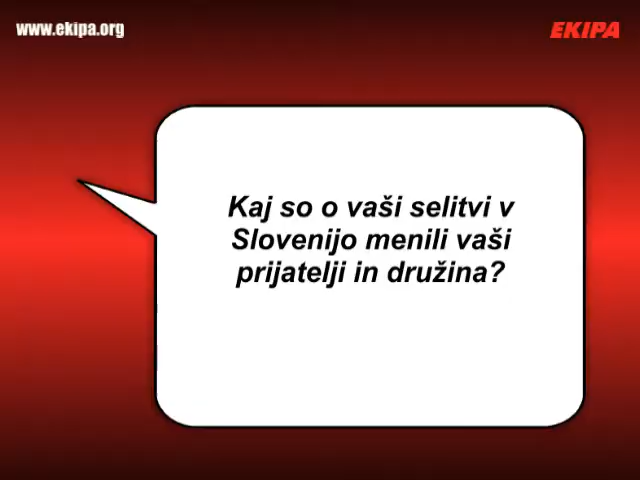 www.ekipa.org
EKIPA
Kaj so o vaši selitvi v
Slovenijo menili vaši
prijatelji in družina?